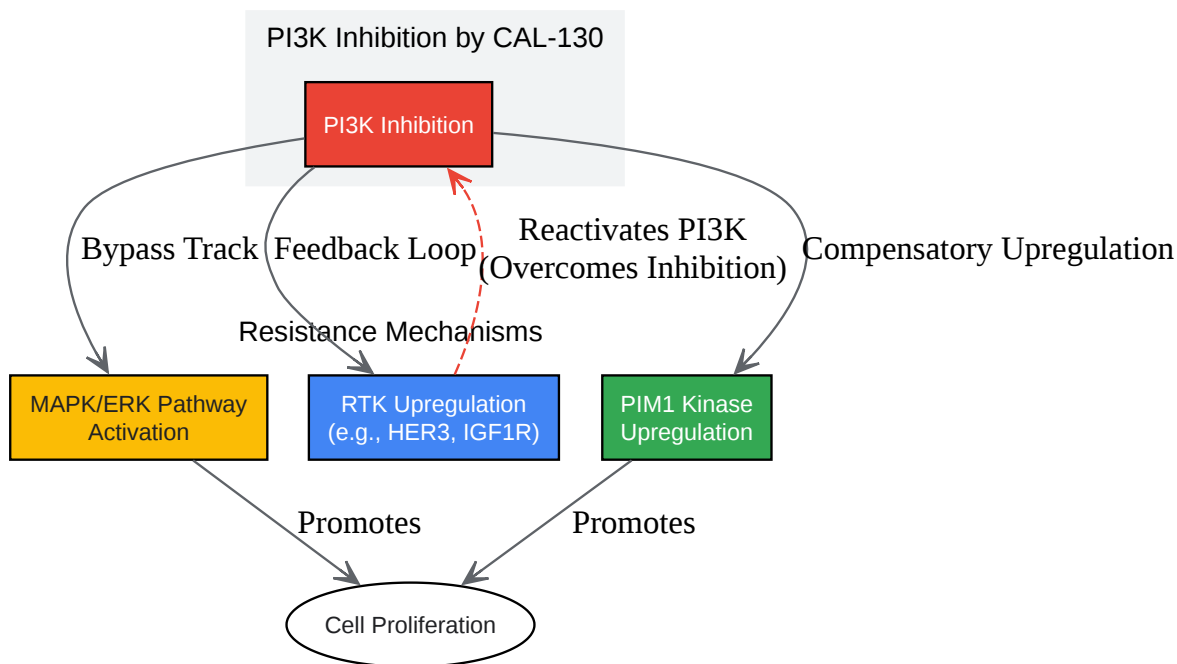 PI3K Inhibition by CAL-130
PI3K Inhibition
Bypass Track
Feedback Loop
Reactivates PI3K
(Overcomes Inhibition)
Compensatory Upregulation
Resistance Mechanisms
MAPK/ERK Pathway
Activation
RTK Upregulation
(e.g., HER3, IGF1R)
PIM1 Kinase
Upregulation
Promotes
Promotes
Cell Proliferation